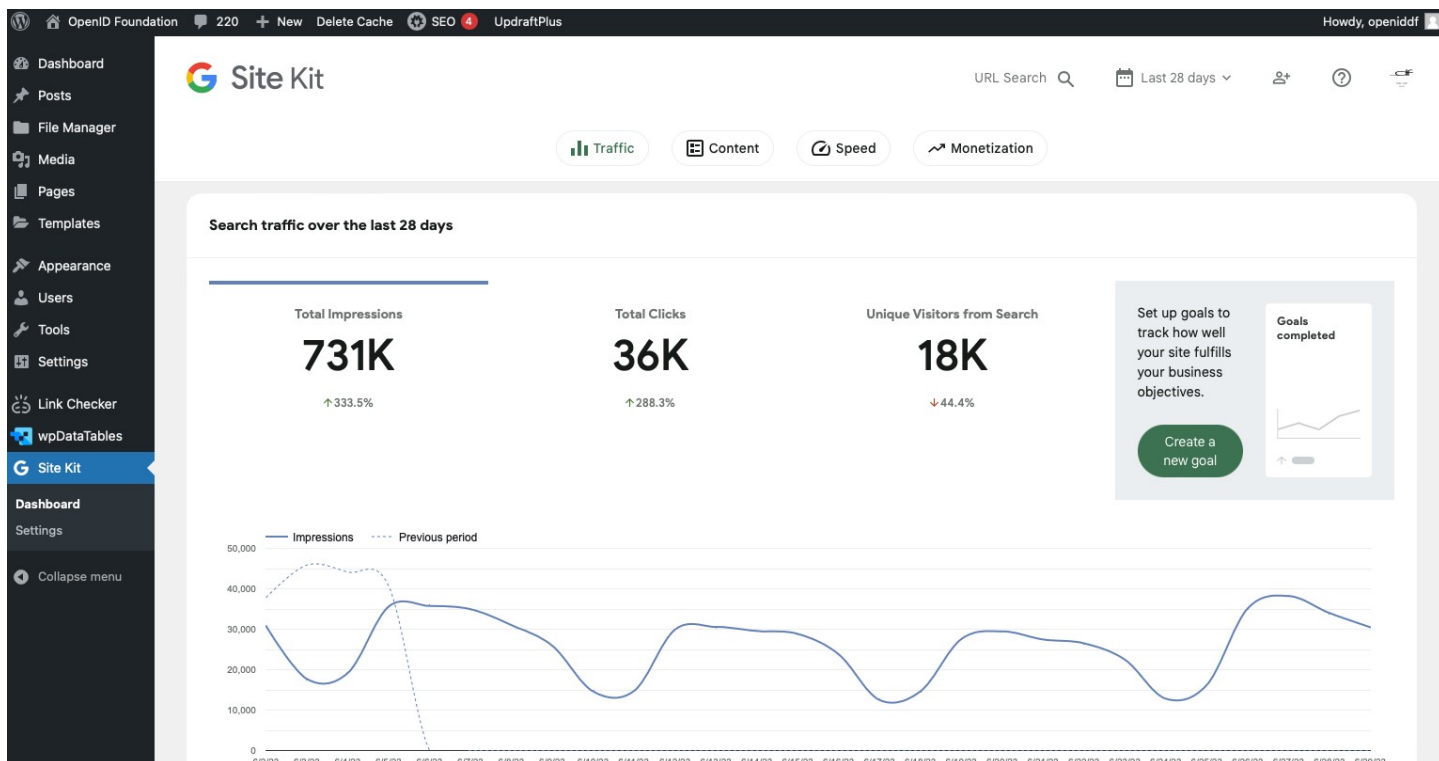 OpenID Foundation 220 New Delete Cache SEO 4 UpdraftPlus Howdy, openiddf
Dashboard
Posts
File Manager
Media
Pages
Templates
Appearance
Users
Tools
Settings
Link Checker
wpDataTables
Site Kit
Dashboard
Settings
Collapse menu
Site Kit
URL Search Last 28 days
Traffic Content Speed Monetization
Search traffic over the last 28 days
Total Impressions
731K
↑333.5%
Total Clicks
36K
↑288.3%
Unique Visitors from Search
18K
↓44.4%
Set up goals to
track how well
your site fulfills
your business
objectives.
Create a
new goal
Goals
completed
Impressions Previous period
50,000
40,000
30,000
20,000
10,000
0